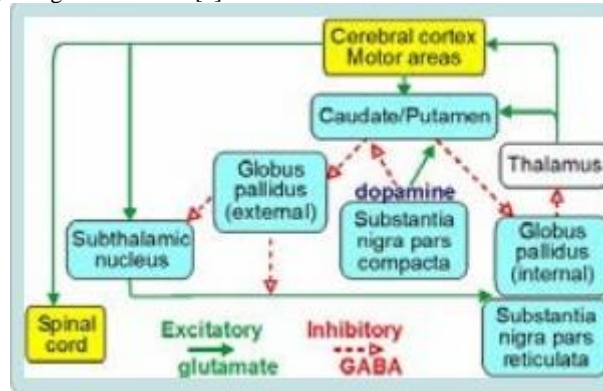 Cerebral cortex
Motor areas
Caudate/Putamen
Globus
pallidus
(external)
dopamine
Thalamus
Subthalamic
nucleus
Substantia
nigra pars
compacta
Globus
pallidus
(internal)
Spinal
cord
Excitatory
glutamate
Inhibitory
GABA
Substantia
nigra pars
reticulata